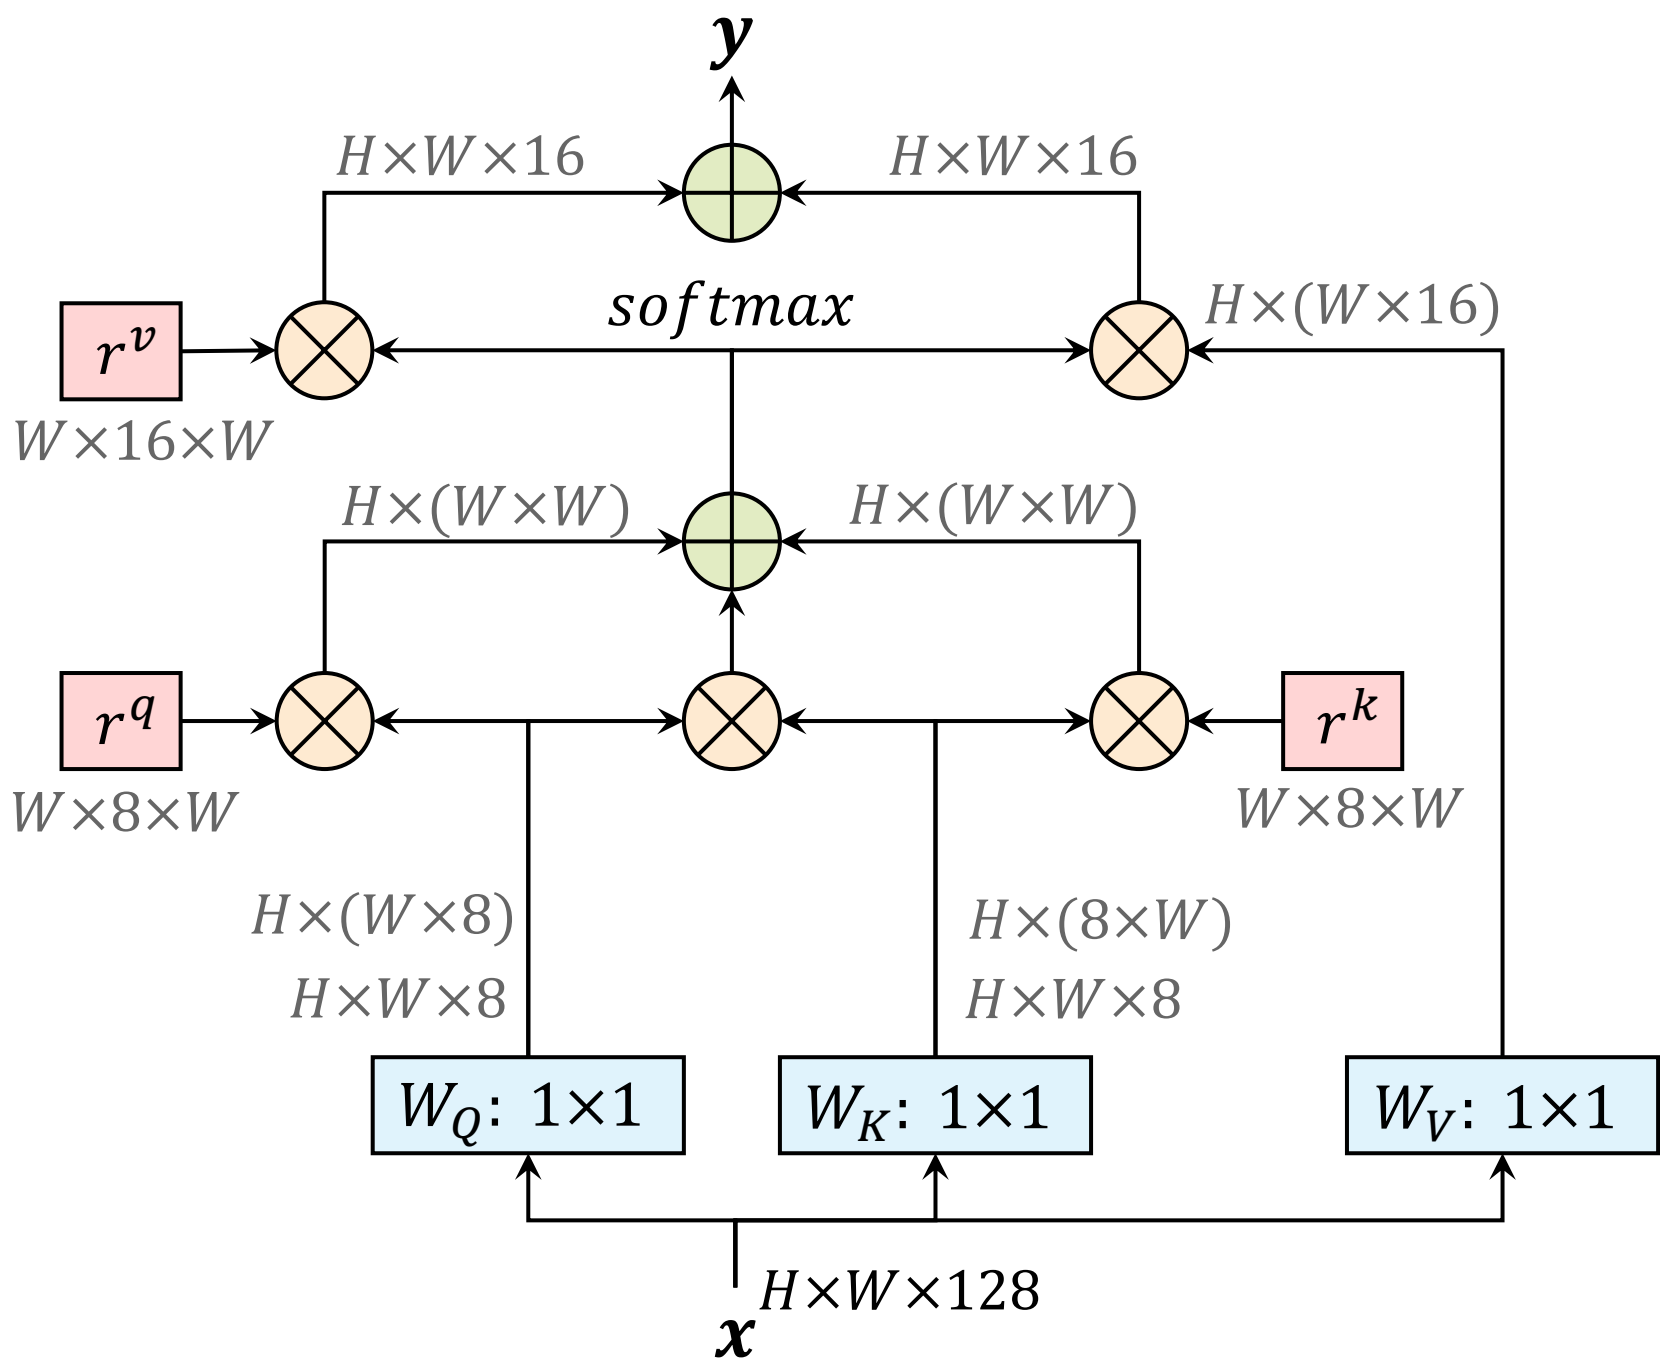 y
H×W×16 H×W×16
softmax H×(W×16)
r^v
W×16×W
H×(W×W) H×(W×W)
r^q r^k
W×8×W W×8×W
H×(W×8) H×(8×W)
H×W×8 H×W×8
W_Q: 1×1 W_K: 1×1 W_V: 1×1
H×W×128
x